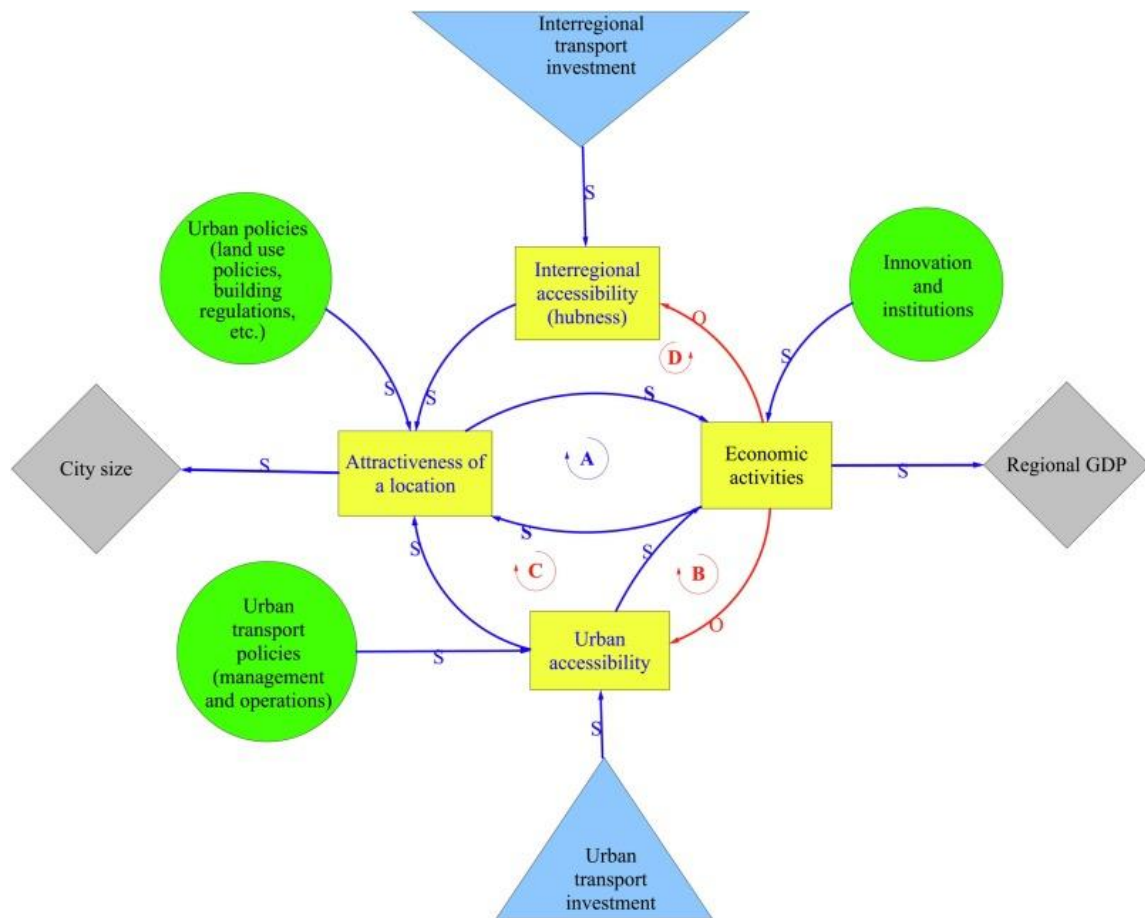 Interregional
transport
investment
S
Urban policies
(land use
policies,
building
regulations,
etc.)
Interregional
accessibility
(hubness)
Innovation
and
institutions
O
D
S
S
S
S
City size
S
Attractiveness of
a location
A
Economic
activities
S
Regional GDP
S
S
S
C
B
Urban
transport
policies
(management
and operations)
S
Urban
accessibility
O
S
Urban
transport
investment